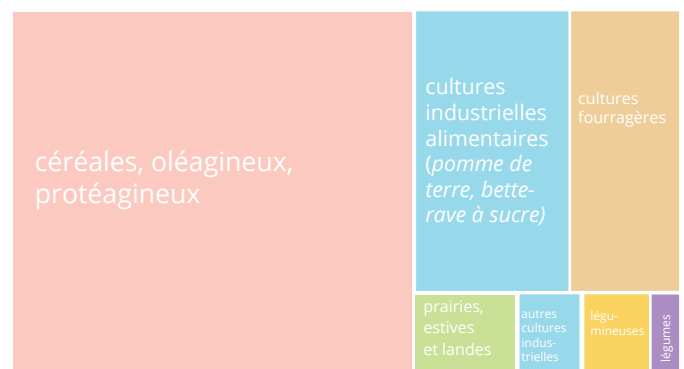 céréales, oléagineux,
protéagineux
cultures
industrielles
alimentaires
(pomme de
terre, bette-
rave à sucre)
cultures
fourragères
prairies,
estives
et landes
autres
cultures
indus-
trielles
légu-
mineuses
légumes